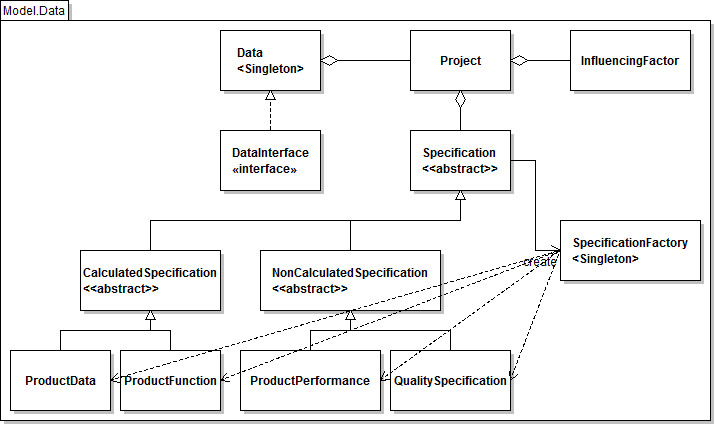 Model.Data
Data
<Singleton>
Project
InfluencingFactor
DataInterface
«interface»
Specification
<<abstract>>
SpecificationFactory
<Singleton>
create
CalculatedSpecification
<<abstract>>
NonCalculatedSpecification
<<abstract>>
ProductData
ProductFunction
ProductPerformance
QualitySpecification